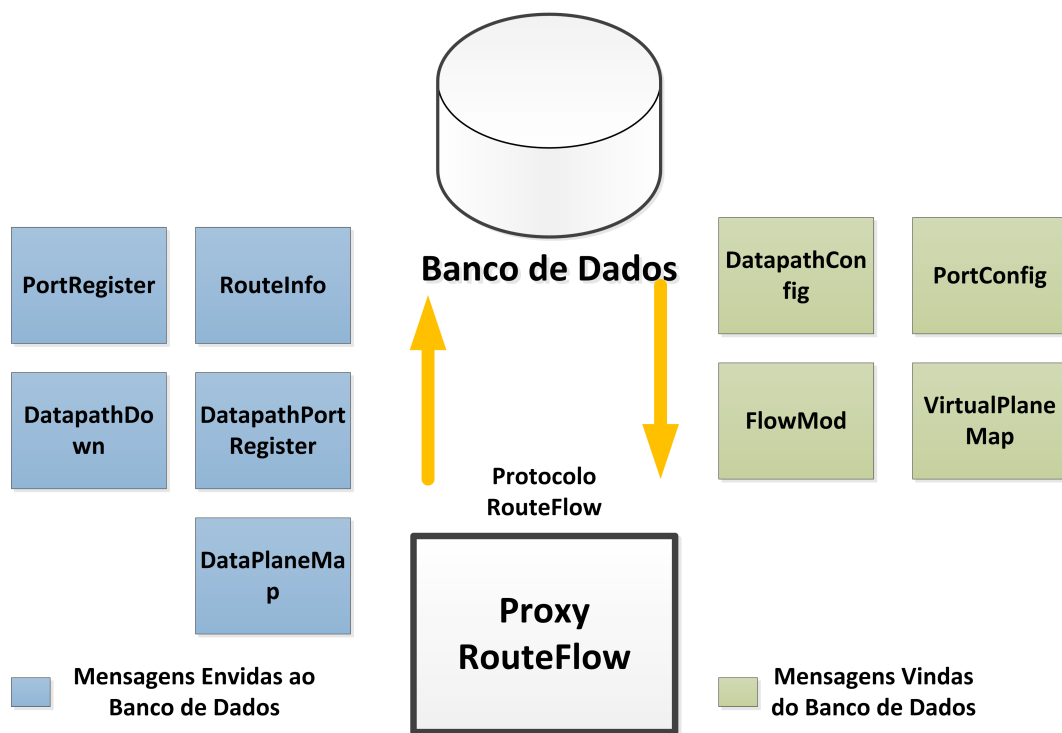 Banco de Dados
PortRegister
RouteInfo
DatapathDo
wn
DatapathPort
Register
DataPlaneMa
p
DatapathConfi
fig
PortConfig
FlowMod
VirtualPlane
Map
Protocolo
RouteFlow
Proxy
RouteFlow
Mensagens Envidas ao
Banco de Dados
Mensagens Vindas
do Banco de Dados